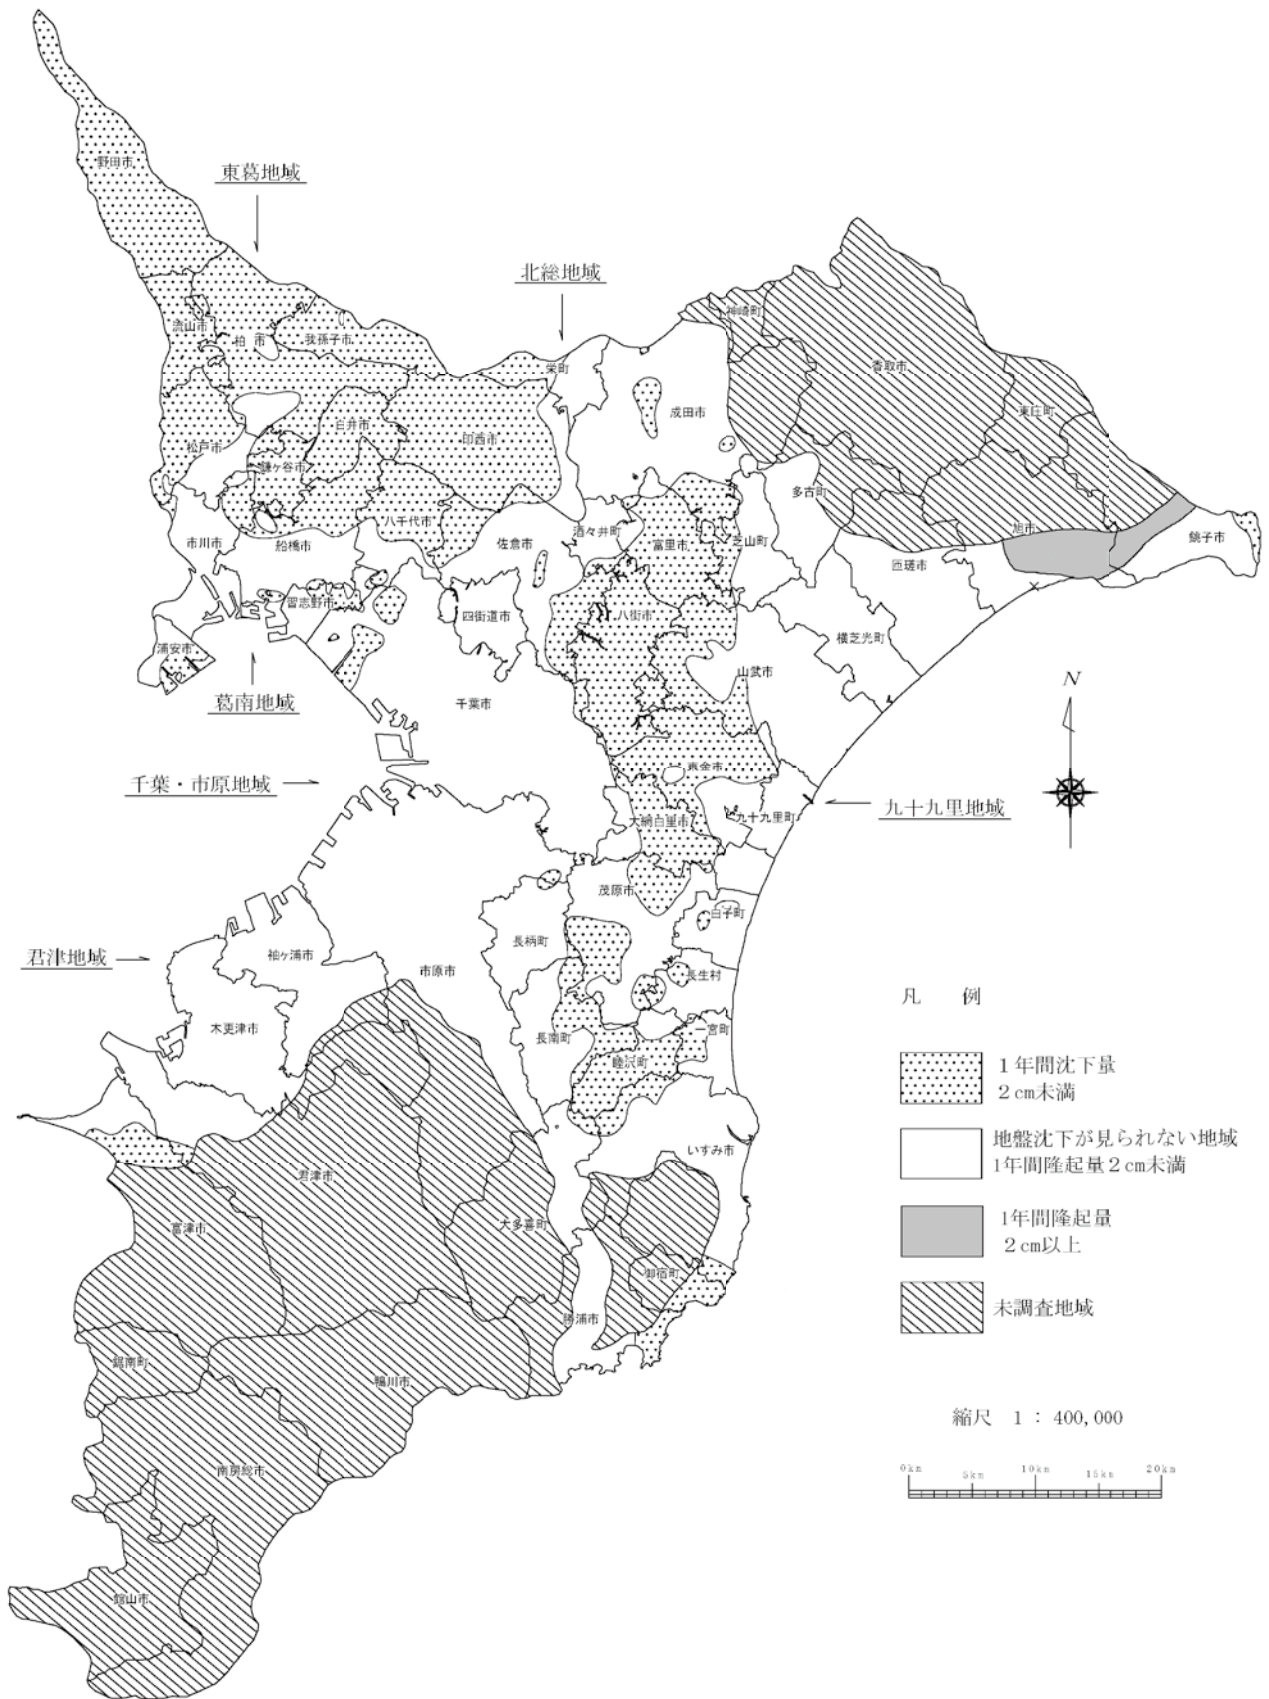 野田市
東葛地域
北総地域
神崎町
流山市
柏 市
我孫子市
栄町
香取市
成田市
東庄町
松戸市
白井市
印西市
鎌ヶ谷市
多古町
八千代市
市川市
船橋市
佐倉市
酒々井町
富里市
芝山町
旭市
銚子市
匝瑳市
習志野市
四街道市
八街市
横芝光町
浦安市
山武市
葛南地域
千葉市
N
千葉・市原地域
東金市
九十九里地域
大網白里市
九十九里町
茂原市
白子町
君津地域
袖ヶ浦市
市原市
長柄町
長生村
木更津市
長南町
一宮町
睦沢町
いすみ市
君津市
富津市
大多喜町
御宿町
勝浦市
鋸南町
鴨川市
南房総市
館山市
凡 例
1年間沈下量
2cm未満
地盤沈下が見られない地域
1年間隆起量2cm未満
1年間隆起量
2cm以上
未調査地域
縮尺 1 : 400,000
0km 5km 10km 15km 20km